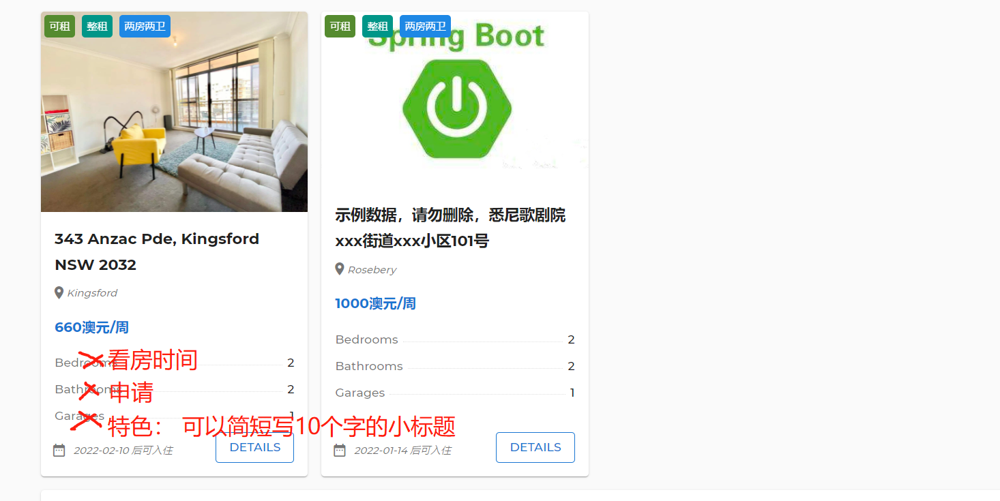 可租 整租 两房两卫
343 Anzac Pde, Kingsford
NSW 2032
Kingsford
660澳元/周
Bedrooms 2
看房时间
Bathrooms 2
申请
Garages 1
特色： 可以简短写10个字的小标题
2022-02-10 后可入住
DETAILS
可租 整租 两房两卫
Spring Boot
示例数据，请勿删除，悉尼歌剧院
xxx街道xxx小区101号
Rosebery
1000澳元/周
Bedrooms 2
Bathrooms 2
Garages 1
2022-01-14 后可入住
DETAILS